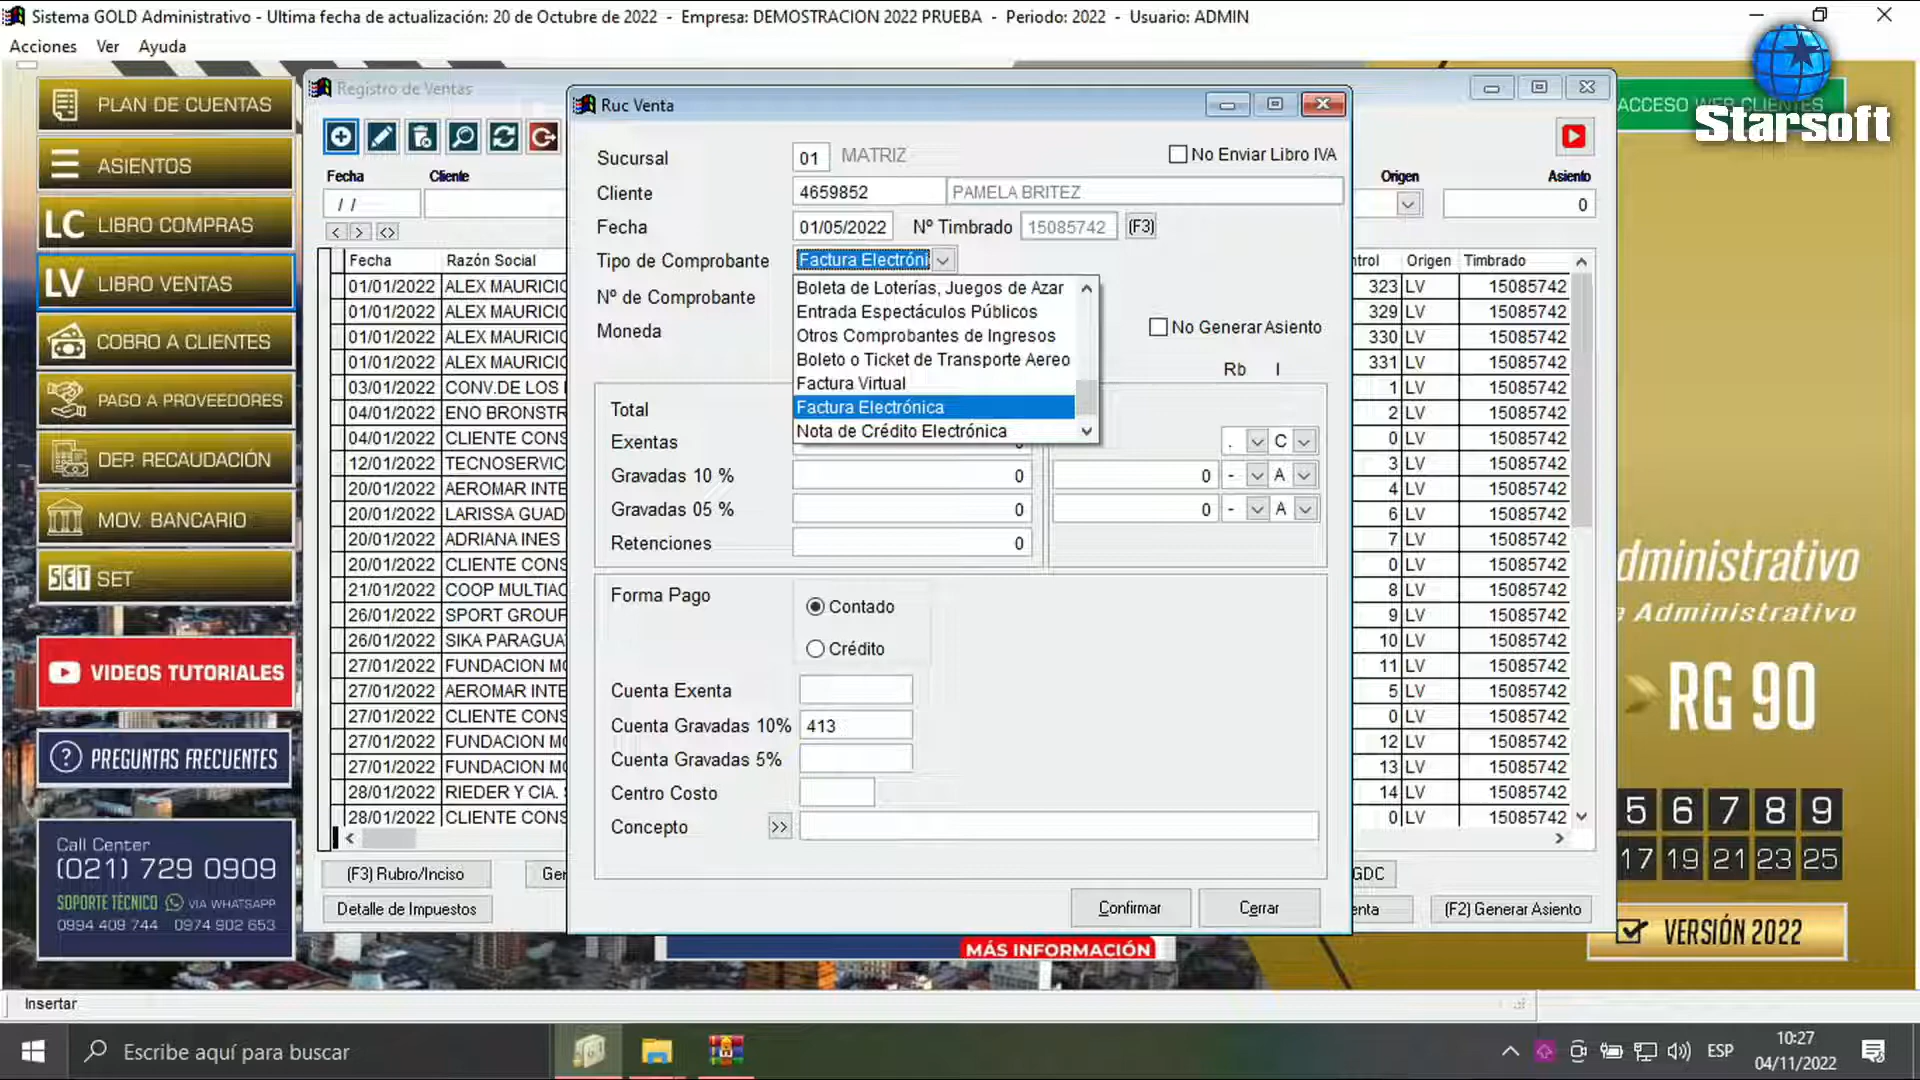 Sistema GOLD Administrativo - Ultima fecha de actualización: 20 de Octubre de 2022 - Empresa: DEMOSTRACION 2022 PRUEBA - Periodo: 2022 - Usuario: ADMIN
Acciones Ver Ayuda
PLAN DE CUENTAS
ASIENTOS
LC LIBRO COMPRAS
LV LIBRO VENTAS
COBRO A CLIENTES
PAGO A PROVEEDORES
DEP. RECAUDACIÓN
MOV. BANCARIO
SET SET
VIDEOS TUTORIALES
? PREGUNTAS FRECUENTES
Call Center
(021) 729 0909
SOPORTE TÉCNICO VIA WHATSAPP
0994 409 744 0974 902 653
Registro de Ventas
Fecha Cliente
/ /
< > <>
Fecha Razón Social
01/01/2022 ALEX MAURICIO
01/01/2022 ALEX MAURICIO
01/01/2022 ALEX MAURICIO
01/01/2022 ALEX MAURICIO
03/01/2022 CONV.DE LOS
04/01/2022 ENO BRONSTR
04/01/2022 CLIENTE CONS
12/01/2022 TECNOSERVIC
20/01/2022 AEROMAR INTE
20/01/2022 LARISSA GUAD
20/01/2022 ADRIANA INES
20/01/2022 CLIENTE CONS
21/01/2022 COOP MULTIAC
26/01/2022 SPORT GROUP
26/01/2022 SIKA PARAGUA
27/01/2022 FUNDACION MO
27/01/2022 AEROMAR INTE
27/01/2022 CLIENTE CONS
27/01/2022 FUNDACION MO
27/01/2022 FUNDACION MO
28/01/2022 RIEDER Y CIA.
28/01/2022 CLIENTE CONS
(F3) Rubro/Inciso Ger
Detalle de Impuestos
Ruc Venta
Sucursal 01 MATRIZ No Enviar Libro IVA
Cliente 4659852 PAMELA BRITEZ
Fecha 01/05/2022 Nº Timbrado 15085742 (F3)
Tipo de Comprobante Factura Electróni
Nº de Comprobante
Moneda
No Generar Asiento
Boleta de Loterías, Juegos de Azar
Entrada Espectáculos Públicos
Otros Comprobantes de Ingresos
Boleto o Ticket de Transporte Aereo
Factura Virtual
Factura Electrónica
Nota de Crédito Electrónica
Rb I
Total
Exentas . C
Gravadas 10 % 0 0 - A
Gravadas 05 % 0 0 - A
Retenciones 0
Forma Pago
Contado
Crédito
Cuenta Exenta
Cuenta Gravadas 10% 413
Cuenta Gravadas 5%
Centro Costo
Concepto >>
Confirmar Cerrar
MÁS INFORMACIÓN
Origen Asiento
0
ntrol Origen Timbrado
323 LV 15085742
329 LV 15085742
330 LV 15085742
331 LV 15085742
1 LV 15085742
2 LV 15085742
0 LV 15085742
3 LV 15085742
4 LV 15085742
6 LV 15085742
7 LV 15085742
0 LV 15085742
8 LV 15085742
9 LV 15085742
10 LV 15085742
11 LV 15085742
5 LV 15085742
0 LV 15085742
12 LV 15085742
13 LV 15085742
14 LV 15085742
0 LV 15085742
GDC
enta (F2) Generar Asiento
ACCESO WEB CLIENTES
Starsoft
dministrativo
e Administrativo
RG 90
5 6 7 8 9
17 19 21 23 25
VERSIÓN 2022
Insertar
Escribe aquí para buscar
ESP
10:27
04/11/2022